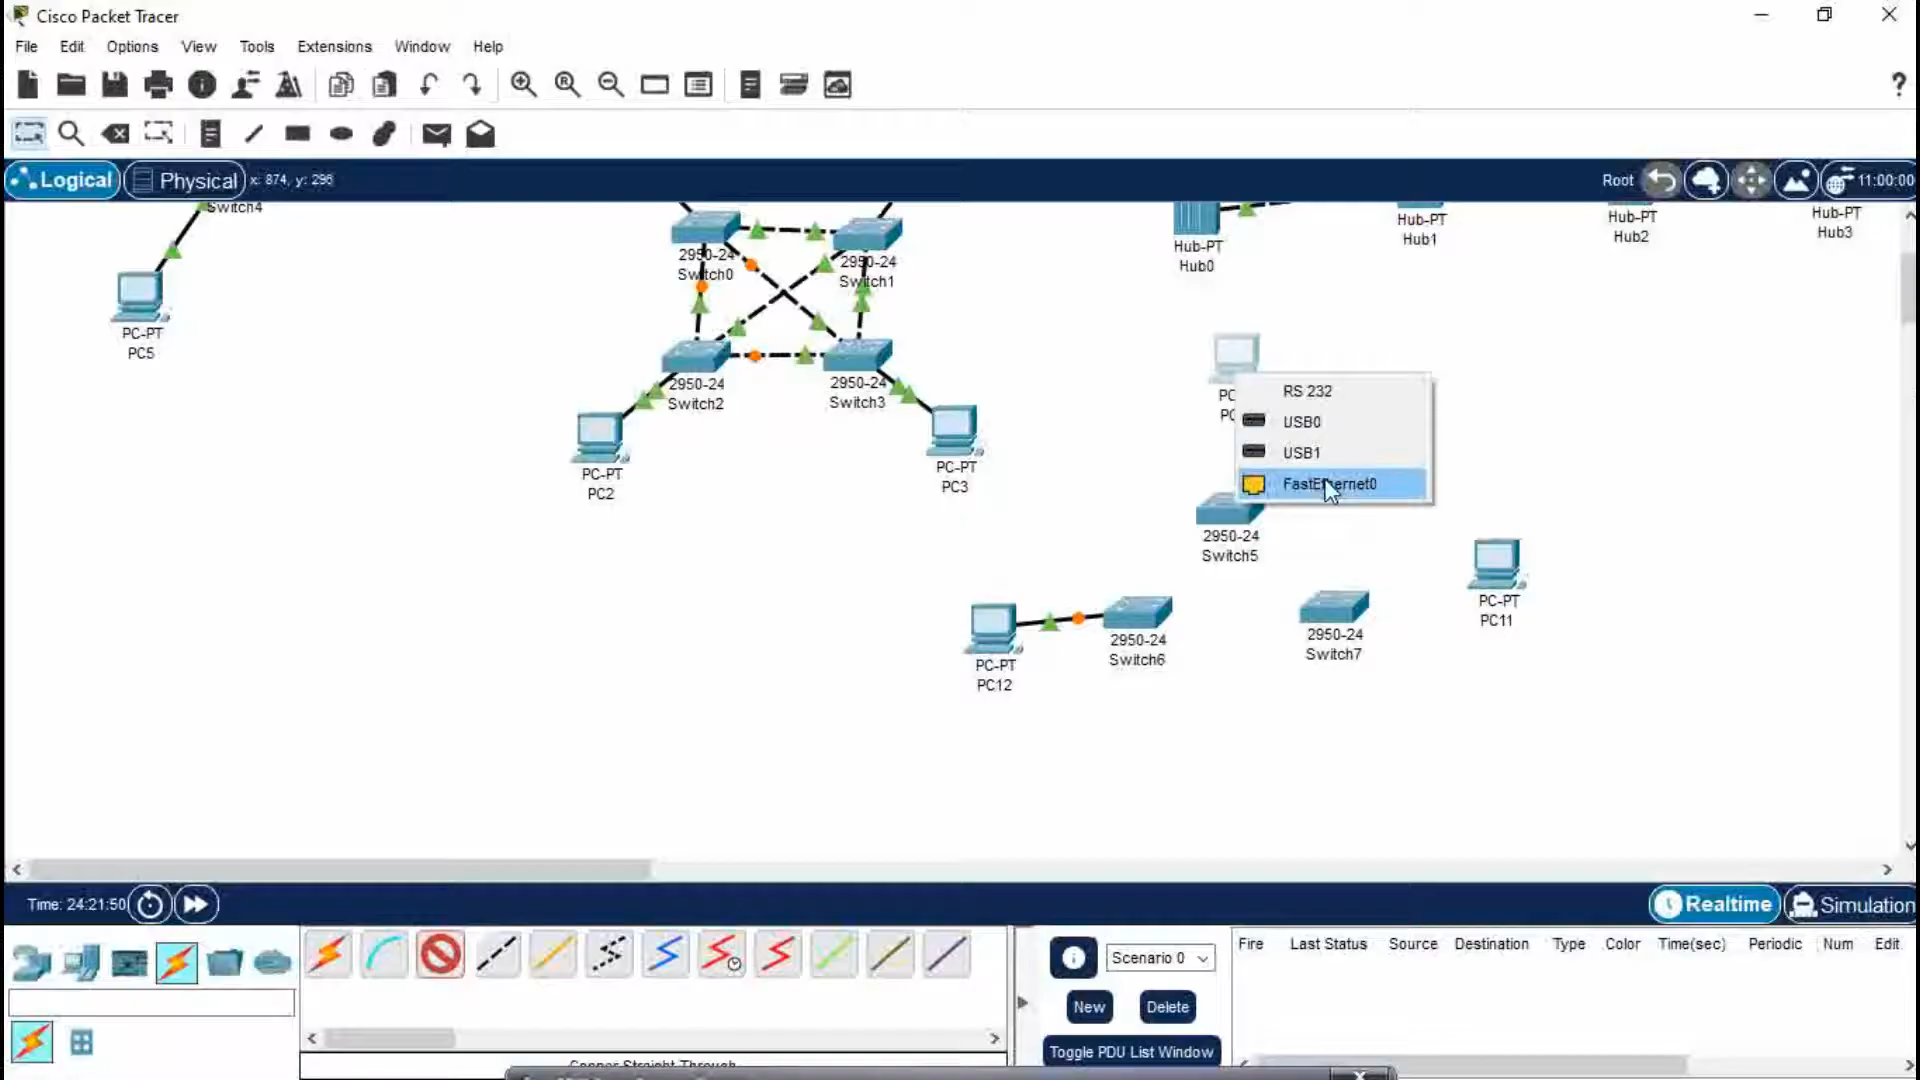 Cisco Packet Tracer
File Edit Options View Tools Extensions Window Help
Logical Physical x: 874, y: 296 Root 11:00:00
Switch4
PC-PT
PC5
2950-24
Switch0
2950-24
Switch1
2950-24
Switch2
2950-24
Switch3
PC-PT
PC2
PC-PT
PC3
Hub-PT
Hub0
Hub-PT
Hub1
Hub-PT
Hub2
Hub-PT
Hub3
RS 232
USB0
USB1
FastEthernet0
2950-24
Switch5
PC-PT
PC12
2950-24
Switch6
2950-24
Switch7
PC-PT
PC11
Time: 24:21:50 Realtime Simulation
Scenario 0
New Delete
Toggle PDU List Window
Fire Last Status Source Destination Type Color Time(sec) Periodic Num Edit
Copper Straight-Through